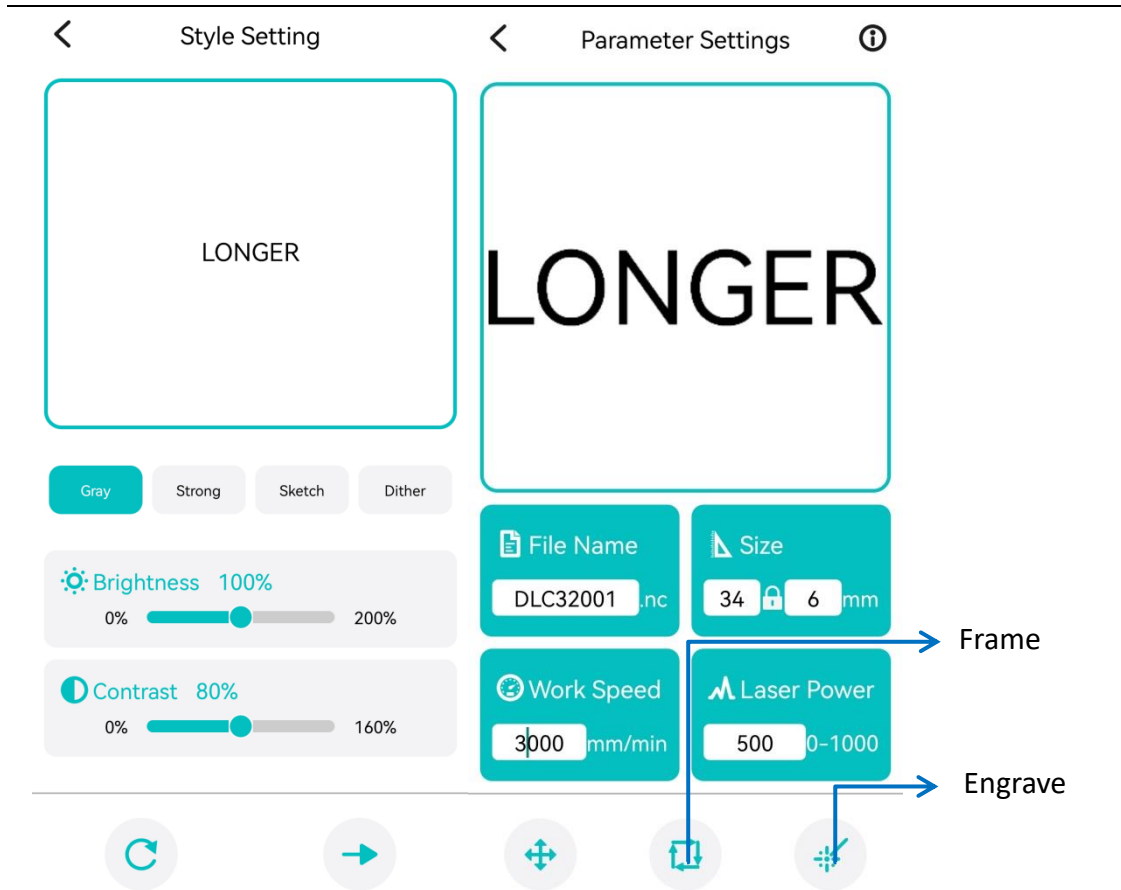 Style Setting
LONGER
Gray Strong Sketch Dither
Brightness 100%
0% 200%
Contrast 80%
0% 160%
Parameter Settings
LONGER
File Name
DLC32001 .nc
Size
34 6 mm
Work Speed
3000 mm/min
Laser Power
500 0-1000
Frame
Engrave